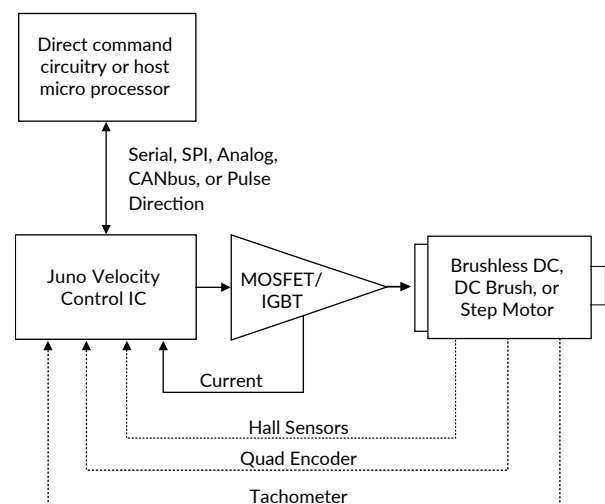 Direct command
circuitry or host
micro processor
Serial, SPI, Analog,
CANbus, or Pulse
Direction
Juno Velocity
Control IC
MOSFET/
IGBT
Brushless DC,
DC Brush, or
Step Motor
Current
Hall Sensors
Quad Encoder
Tachometer